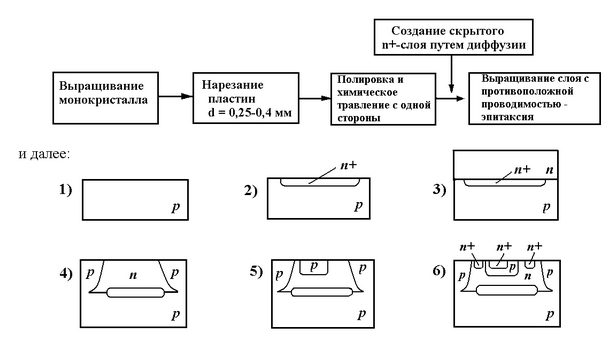 Создание скрытого
n+-слоя путем диффузии
Выращивание
монокристалла
Нарезание
пластин
d = 0,25-0,4 мм
Полировка и
химическое
травление с одной
стороны
Выращивание слоя с
противоположной
проводимостью -
эпитаксия
и далее:
1)
p
2)
n+
p
3)
n+
n
p
4)
p
n
p
p
5)
p
p
p
p
6)
n+
n+
n+
p
p
n
p
p